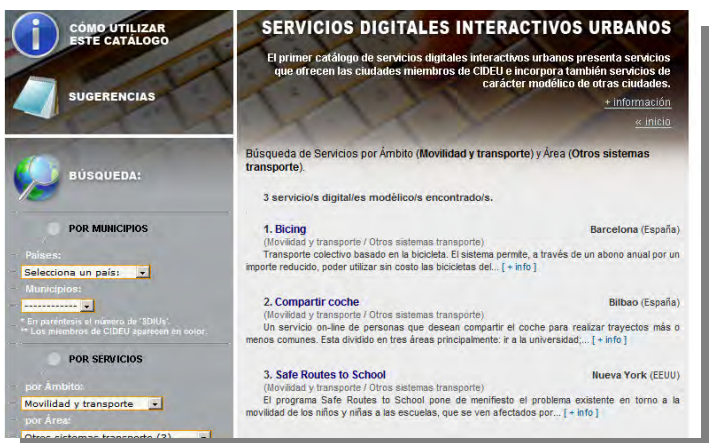 CÓMO UTILIZAR
ESTE CATÁLOGO
SUGERENCIAS
BÚSQUEDA:
POR MUNICIPIOS
Países:
Selecciona un país:
Municipios:
------------
* En paréntesis el número de 'SDIUs'.
** Los miembros de CIDEU aparecen en color.
POR SERVICIOS
por Ámbito:
Movilidad y transporte
por Área:
Otros sistemas transporte (3)
SERVICIOS DIGITALES INTERACTIVOS URBANOS
El primer catálogo de servicios digitales interactivos urbanos presenta servicios
que ofrecen las ciudades miembros de CIDEU e incorpora también servicios de
carácter modélico de otras ciudades.
+ información
« inicio
Búsqueda de Servicios por Ámbito (Movilidad y transporte) y Área (Otros sistemas
transporte).
3 servicio/s digital/es modélico/s encontrado/s.
1. Bicing Barcelona (España)
(Movilidad y transporte / Otros sistemas transporte)
Transporte colectivo basado en la bicicleta. El sistema permite, a través de un abono anual por un
importe reducido, poder utilizar sin costo las bicicletas del... [ + info ]
2. Compartir coche Bilbao (España)
(Movilidad y transporte / Otros sistemas transporte)
Un servicio on-line de personas que desean compartir el coche para realizar trayectos más o
menos comunes. Esta dividido en tres áreas principalmente: ir a la universidad;... [ + info ]
3. Safe Routes to School Nueva York (EEUU)
(Movilidad y transporte / Otros sistemas transporte)
El programa Safe Routes to School pone de menifiesto el problema existente en torno a la
movilidad de los niños y niñas a las escuelas, que se ven afectados por... [ + info ]